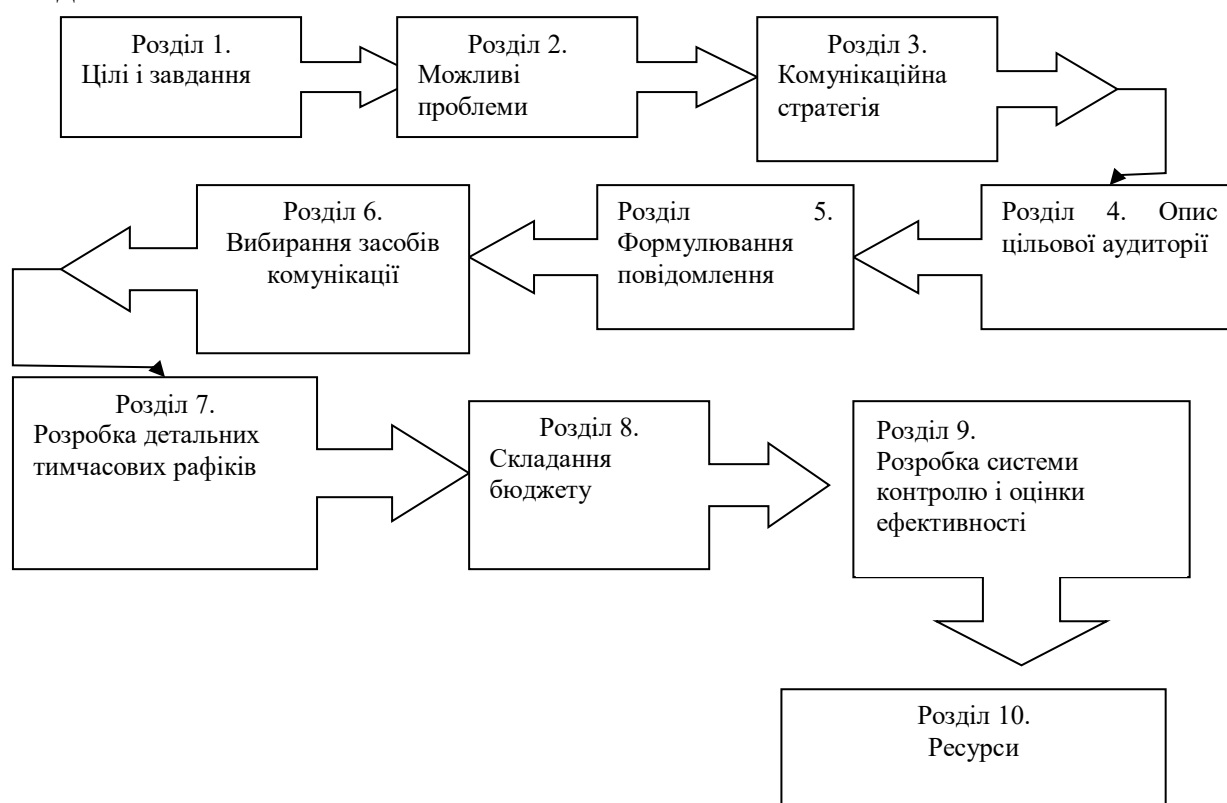 Розділ 1.
Цілі і завдання
Розділ 2.
Можливі
проблеми
Розділ 3.
Комунікаційна
стратегія
Розділ 4. Опис
цільової аудиторії
Розділ 5.
Формулювання
повідомлення
Розділ 6.
Вибирання засобів
комунікації
Розділ 7.
Розробка детальних
тимчасових рафіків
Розділ 8.
Складання
бюджету
Розділ 9.
Розробка системи
контролю і оцінки
ефективності
Розділ 10.
Ресурси